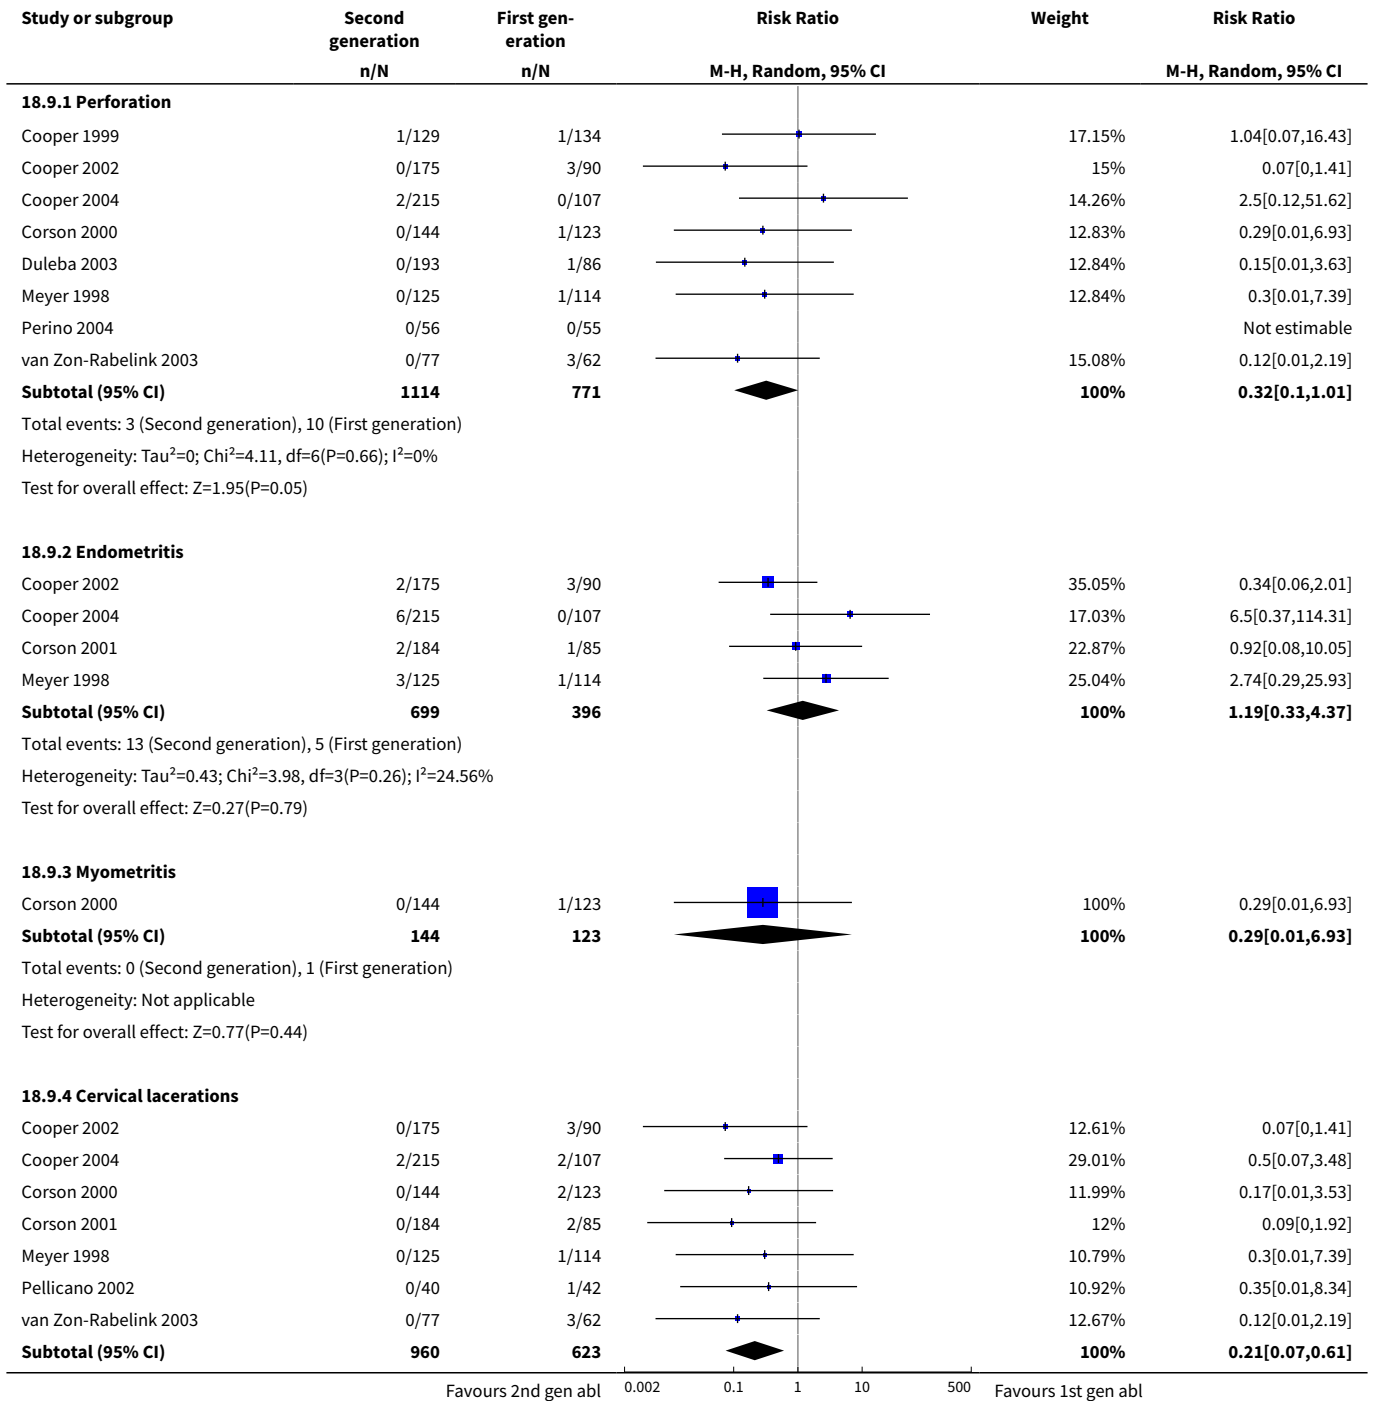 Study or subgroup Second generation First gen-eration Risk Ratio Weight Risk Ratio
n/N n/N M-H, Random, 95% CI M-H, Random, 95% CI
18.9.1 Perforation
Cooper 1999 1/129 1/134 17.15% 1.04[0.07,16.43]
Cooper 2002 0/175 3/90 15% 0.07[0,1.41]
Cooper 2004 2/215 0/107 14.26% 2.5[0.12,51.62]
Corson 2000 0/144 1/123 12.83% 0.29[0.01,6.93]
Duleba 2003 0/193 1/86 12.84% 0.15[0.01,3.63]
Meyer 1998 0/125 1/114 12.84% 0.3[0.01,7.39]
Perino 2004 0/56 0/55 Not estimable
van Zon-Rabelink 2003 0/77 3/62 15.08% 0.12[0.01,2.19]
Subtotal (95% CI) 1114 771 100% 0.32[0.1,1.01]
Total events: 3 (Second generation), 10 (First generation)
Heterogeneity: Tau²=0; Chi²=4.11, df=6(P=0.66); I²=0%
Test for overall effect: Z=1.95(P=0.05)
18.9.2 Endometritis
Cooper 2002 2/175 3/90 35.05% 0.34[0.06,2.01]
Cooper 2004 6/215 0/107 17.03% 6.5[0.37,114.31]
Corson 2001 2/184 1/85 22.87% 0.92[0.08,10.05]
Meyer 1998 3/125 1/114 25.04% 2.74[0.29,25.93]
Subtotal (95% CI) 699 396 100% 1.19[0.33,4.37]
Total events: 13 (Second generation), 5 (First generation)
Heterogeneity: Tau²=0.43; Chi²=3.98, df=3(P=0.26); I²=24.56%
Test for overall effect: Z=0.27(P=0.79)
18.9.3 Myometritis
Corson 2000 0/144 1/123 100% 0.29[0.01,6.93]
Subtotal (95% CI) 144 123 100% 0.29[0.01,6.93]
Total events: 0 (Second generation), 1 (First generation)
Heterogeneity: Not applicable
Test for overall effect: Z=0.77(P=0.44)
18.9.4 Cervical lacerations
Cooper 2002 0/175 3/90 12.61% 0.07[0,1.41]
Cooper 2004 2/215 2/107 29.01% 0.5[0.07,3.48]
Corson 2000 0/144 2/123 11.99% 0.17[0.01,3.53]
Corson 2001 0/184 2/85 12% 0.09[0,1.92]
Meyer 1998 0/125 1/114 10.79% 0.3[0.01,7.39]
Pellicano 2002 0/40 1/42 10.92% 0.35[0.01,8.34]
van Zon-Rabelink 2003 0/77 3/62 12.67% 0.12[0.01,2.19]
Subtotal (95% CI) 960 623 100% 0.21[0.07,0.61]
Favours 2nd gen abl 0.002 0.1 1 10 500 Favours 1st gen abl